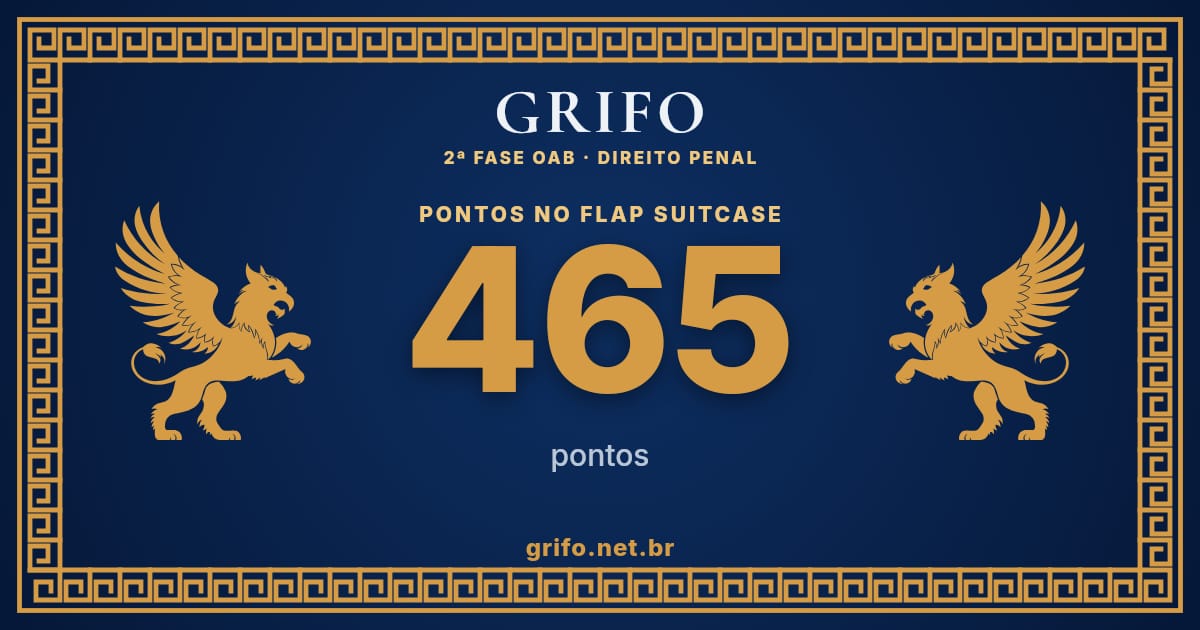 GRIFO
2ª FASE OAB · DIREITO PENAL
PONTOS NO FLAP SUITCASE
465
pontos
grifo.net.br